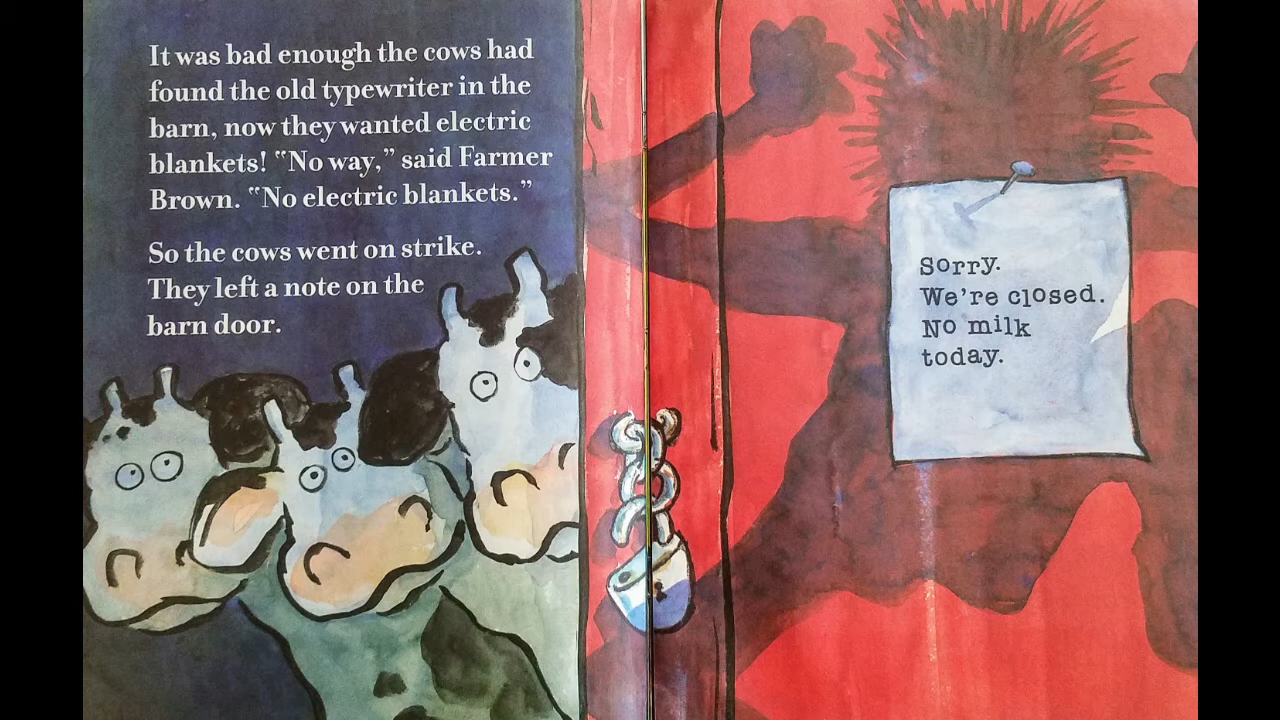 It was bad enough the cows had
found the old typewriter in the
barn, now they wanted electric
blankets! “No way,” said Farmer
Brown. “No electric blankets.”
So the cows went on strike.
They left a note on the
barn door.
Sorry.
We're closed.
No milk
today.